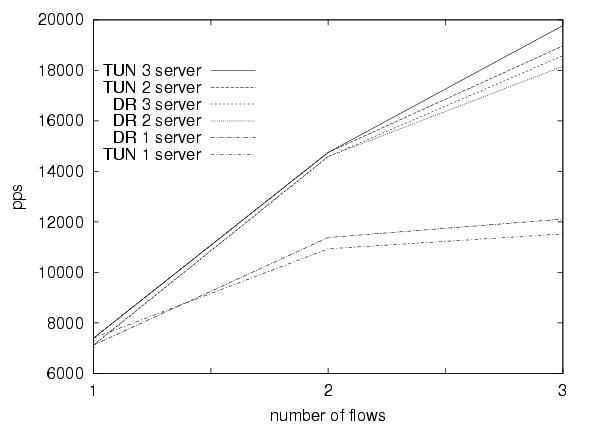 20000
18000
16000
14000
12000
10000
8000
6000
pps
TUN 3 server
TUN 2 server
DR 3 server
DR 2 server
DR 1 server
TUN 1 server
1
2
3
number of flows